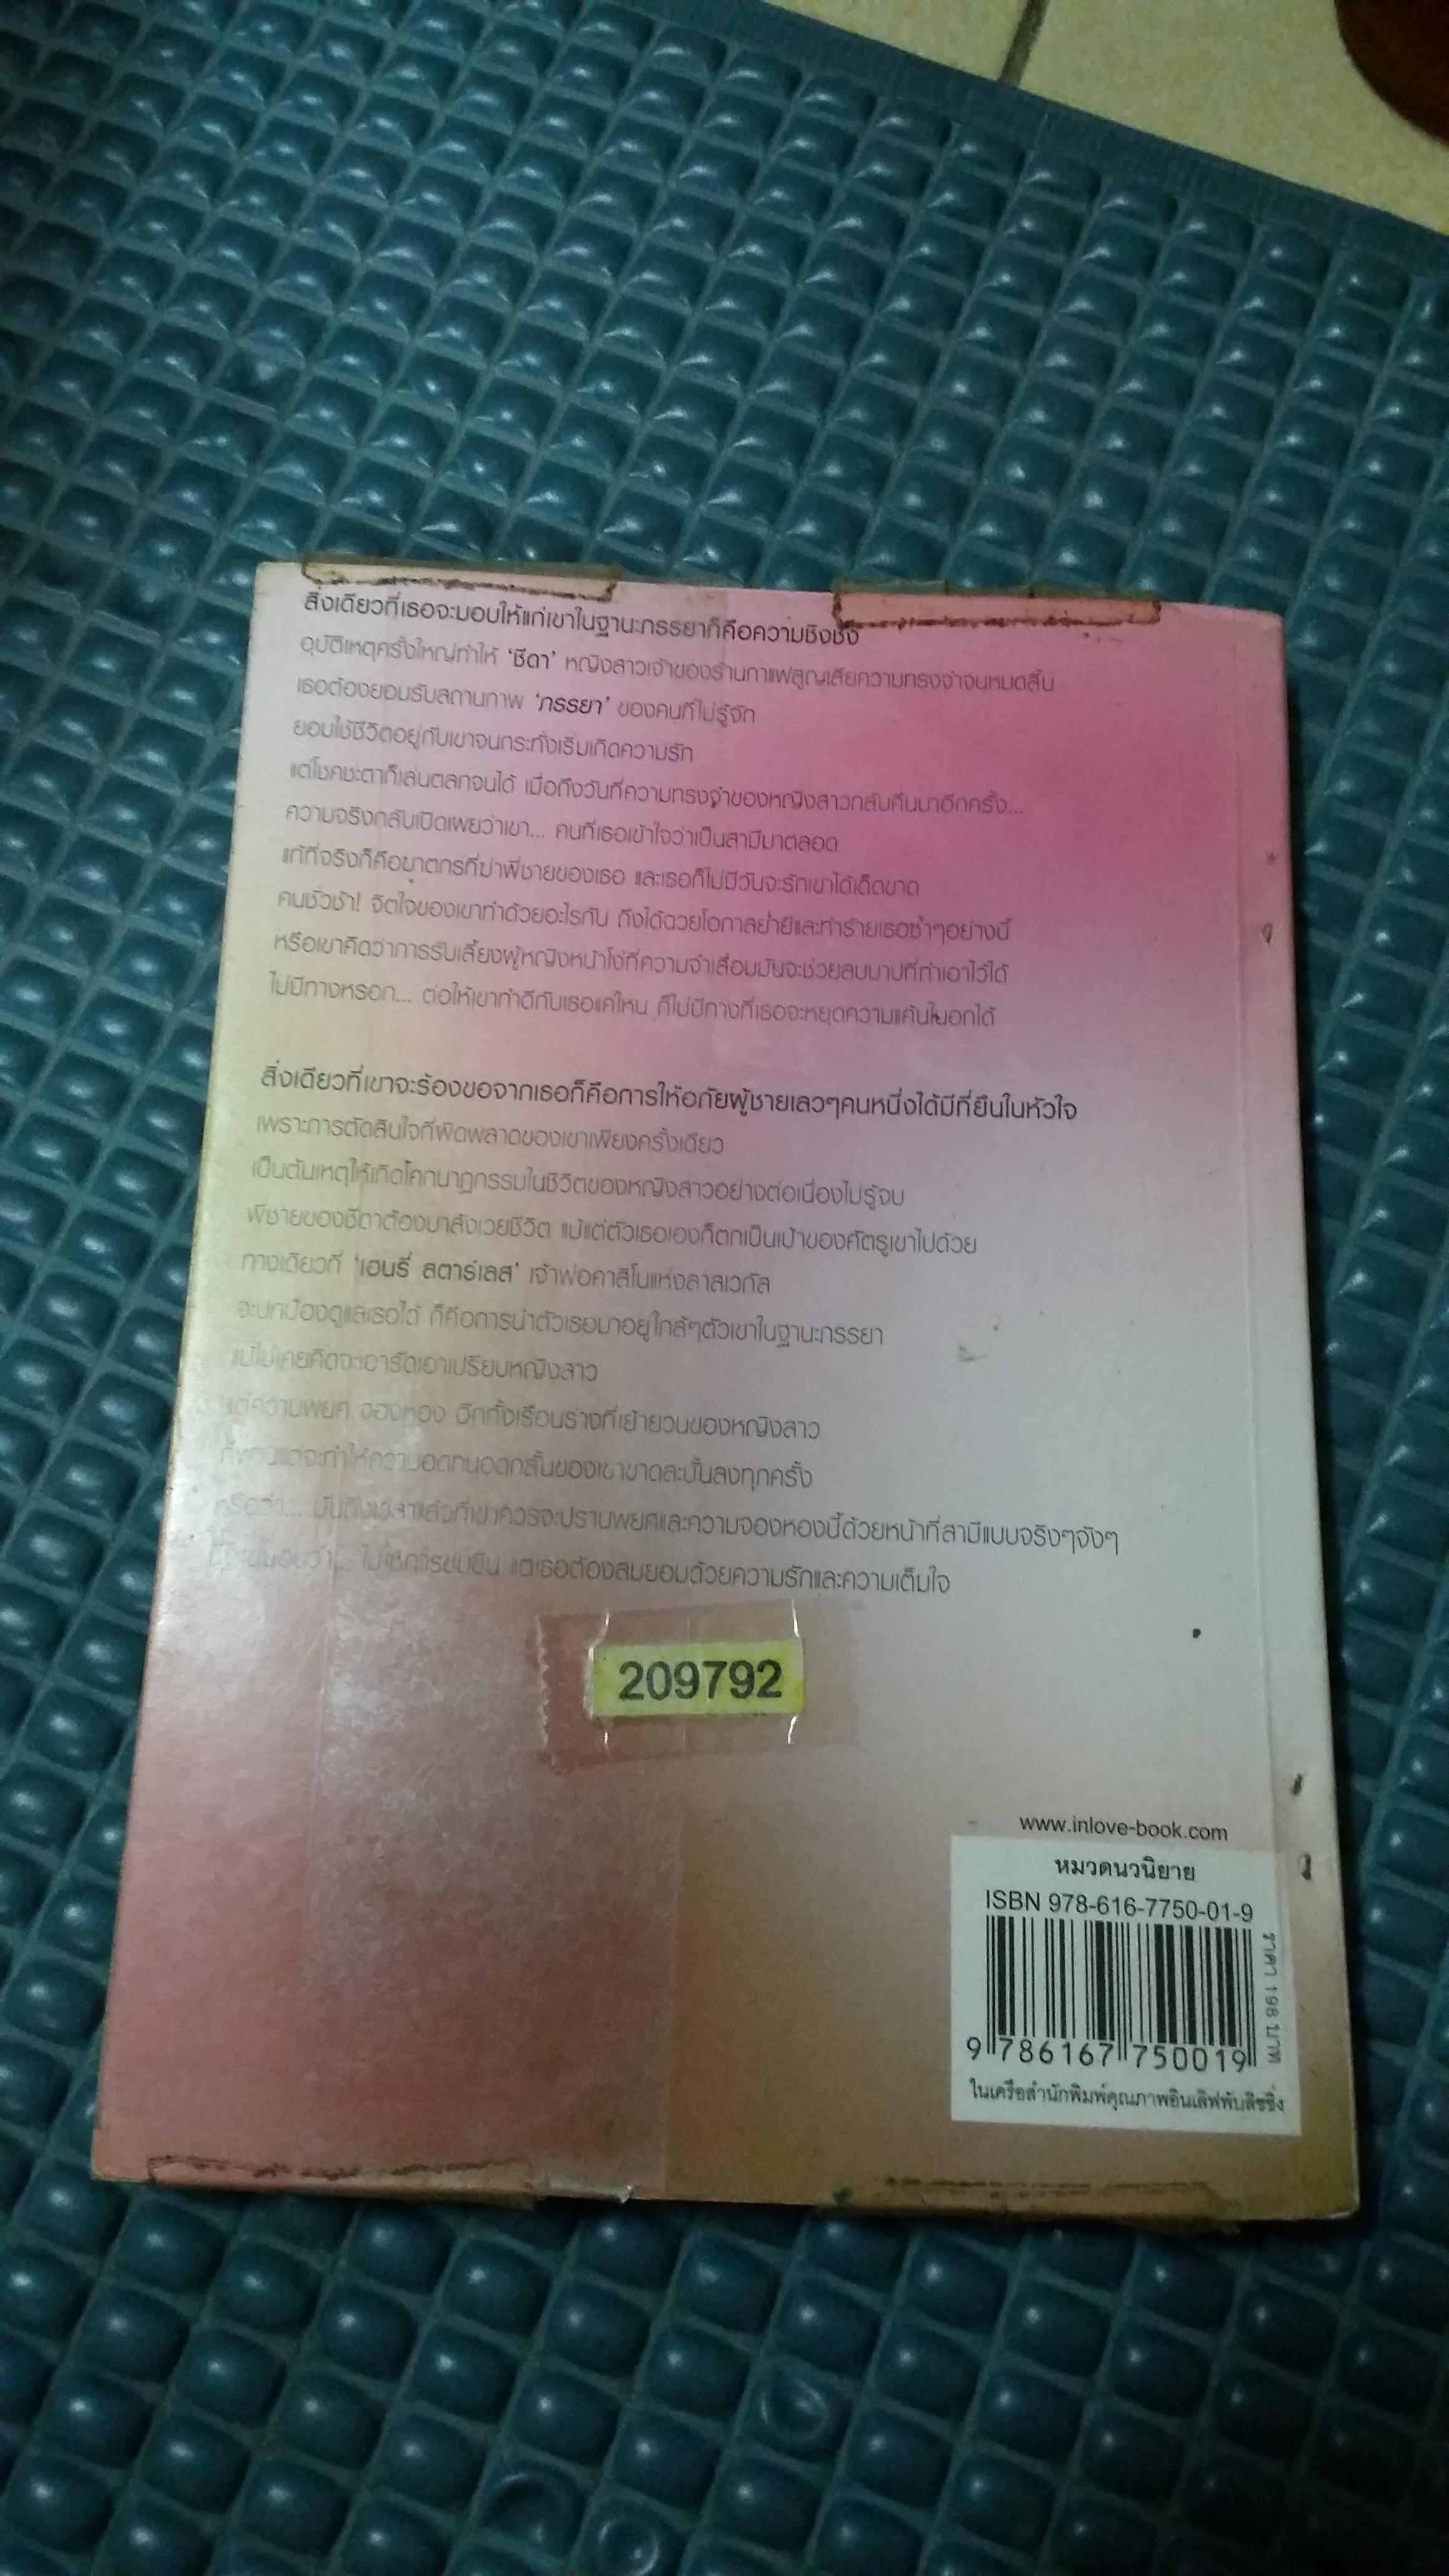 สิ่งเดียวที่เธอจะมอบให้แก่เขาในฐานะภรรยาก็คือความชิงชัง
อุบัติเหตุครั้งใหญ่ทำให้ ‘ชีดา’ หญิงสาวเจ้าของร้านกาแฟสูญเสียความทรงจำจนหมดสิ้น
เธอต้องยอมรับสถานภาพ ‘ภรรยา’ ของคนที่ไม่รู้จัก
ยอมใช้ชีวิตอยู่กับเขาจนกระทั่งเริ่มเกิดความรัก
แต่โชคชะตาก็เล่นตลกจนได้ เมื่อถึงวันที่ความทรงจำของหญิงสาวกลับคืนมาอีกครั้ง...
ความจริงกลับเปิดเผยว่าเขา... คนที่เธอเข้าใจว่าเป็นสามีมาตลอด
แท้ที่จริงก็คือฆาตกรที่ฆ่าพี่ชายของเธอ และเธอก็ไม่มีวันจะรักเขาได้เด็ดขาด
คนชั่วช้า! จิตใจของเขาทำด้วยอะไรกัน ถึงได้ฉวยโอกาสย่ำยีและทำร้ายเธอซ้ำๆอย่างนี้
หรือเขาคิดว่าการรับเลี้ยงผู้หญิงหน้าโง่ที่ความจำเสื่อมมันจะช่วยลบบาปที่ทำเอาไว้ได้
ไม่มีทางหรอก... ต่อให้เขาทำดีกับเธอแค่ไหน ก็ไม่มีทางที่เธอจะหยุดความแค้นในอกได้
สิ่งเดียวที่เขาจะร้องขอจากเธอก็คือการให้อภัยผู้ชายเลวๆคนหนึ่งได้มีที่ยืนในหัวใจ
เพราะการตัดสินใจที่ผิดพลาดของเขาเพียงครั้งเดียว
เป็นต้นเหตุให้เกิดโศกนาฏกรรมในชีวิตของหญิงสาวอย่างต่อเนื่องไม่รู้จบ
พี่ชายของชีดาต้องมาสังเวยชีวิต แม้แต่ตัวเธอเองก็ตกเป็นเป้าของศัตรูเขาไปด้วย
ทางเดียวที่ ‘เฮนรี่ สตาร์เลส’ เจ้าพ่อคาสิโนแห่งลาสเวกัส
จะปกป้องดูแลเธอได้ ก็คือการนำตัวเธอมาอยู่ใกล้ๆตัวเขาในฐานะภรรยา
แม้ไม่เคยคิดจะเอารัดเอาเปรียบหญิงสาว
แต่ความพยศ จองหอง อีกทั้งเรือนร่างที่เย้ายวนของหญิงสาว
ก็พานแต่จะทำให้ความอดทนอดกลั้นของเขาขาดสะบั้นลงทุกครั้ง
หรือว่า... มันถึงเวลาแล้วที่เขาควรจะปราบพยศและความจองหองนี้ด้วยหน้าที่สามีแบบจริงๆจังๆ
ไม่ใช่การขืนใจ แต่เธอต้องสมยอมด้วยความรักและความเต็มใจ
209792
www.inlove-book.com
หมวดนวนิยาย
ISBN 978-616-7750-01-9
ราคา 198 บาท
9 786167 750019
ในเครือสำนักพิมพ์คุณภาพอินเลิฟพับลิชชิ่ง